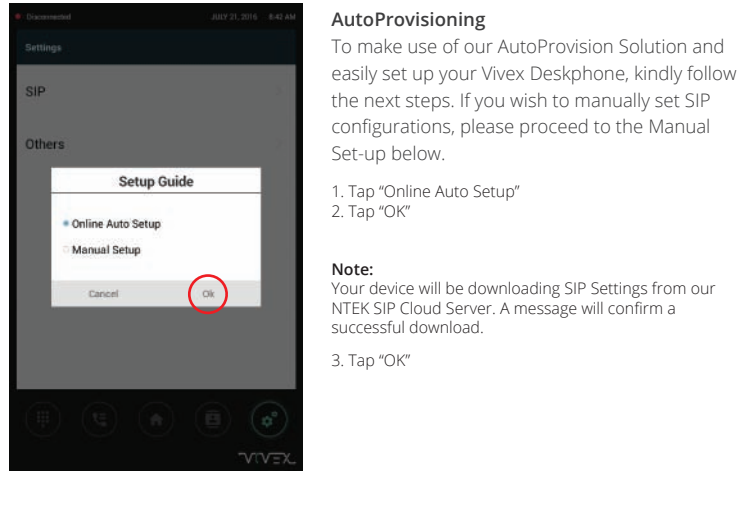 Disconnected JULY 21, 2016 8:42 AM
Settings
SIP
Others
Setup Guide
Online Auto Setup
Manual Setup
Cancel Ok
VIVEX
AutoProvisioning
To make use of our AutoProvision Solution and
easily set up your Vivex Deskphone, kindly follow
the next steps. If you wish to manually set SIP
configurations, please proceed to the Manual
Set-up below.
1. Tap “Online Auto Setup”
2. Tap “OK”
Note:
Your device will be downloading SIP Settings from our
NTEK SIP Cloud Server. A message will confirm a
successful download.
3. Tap “OK”